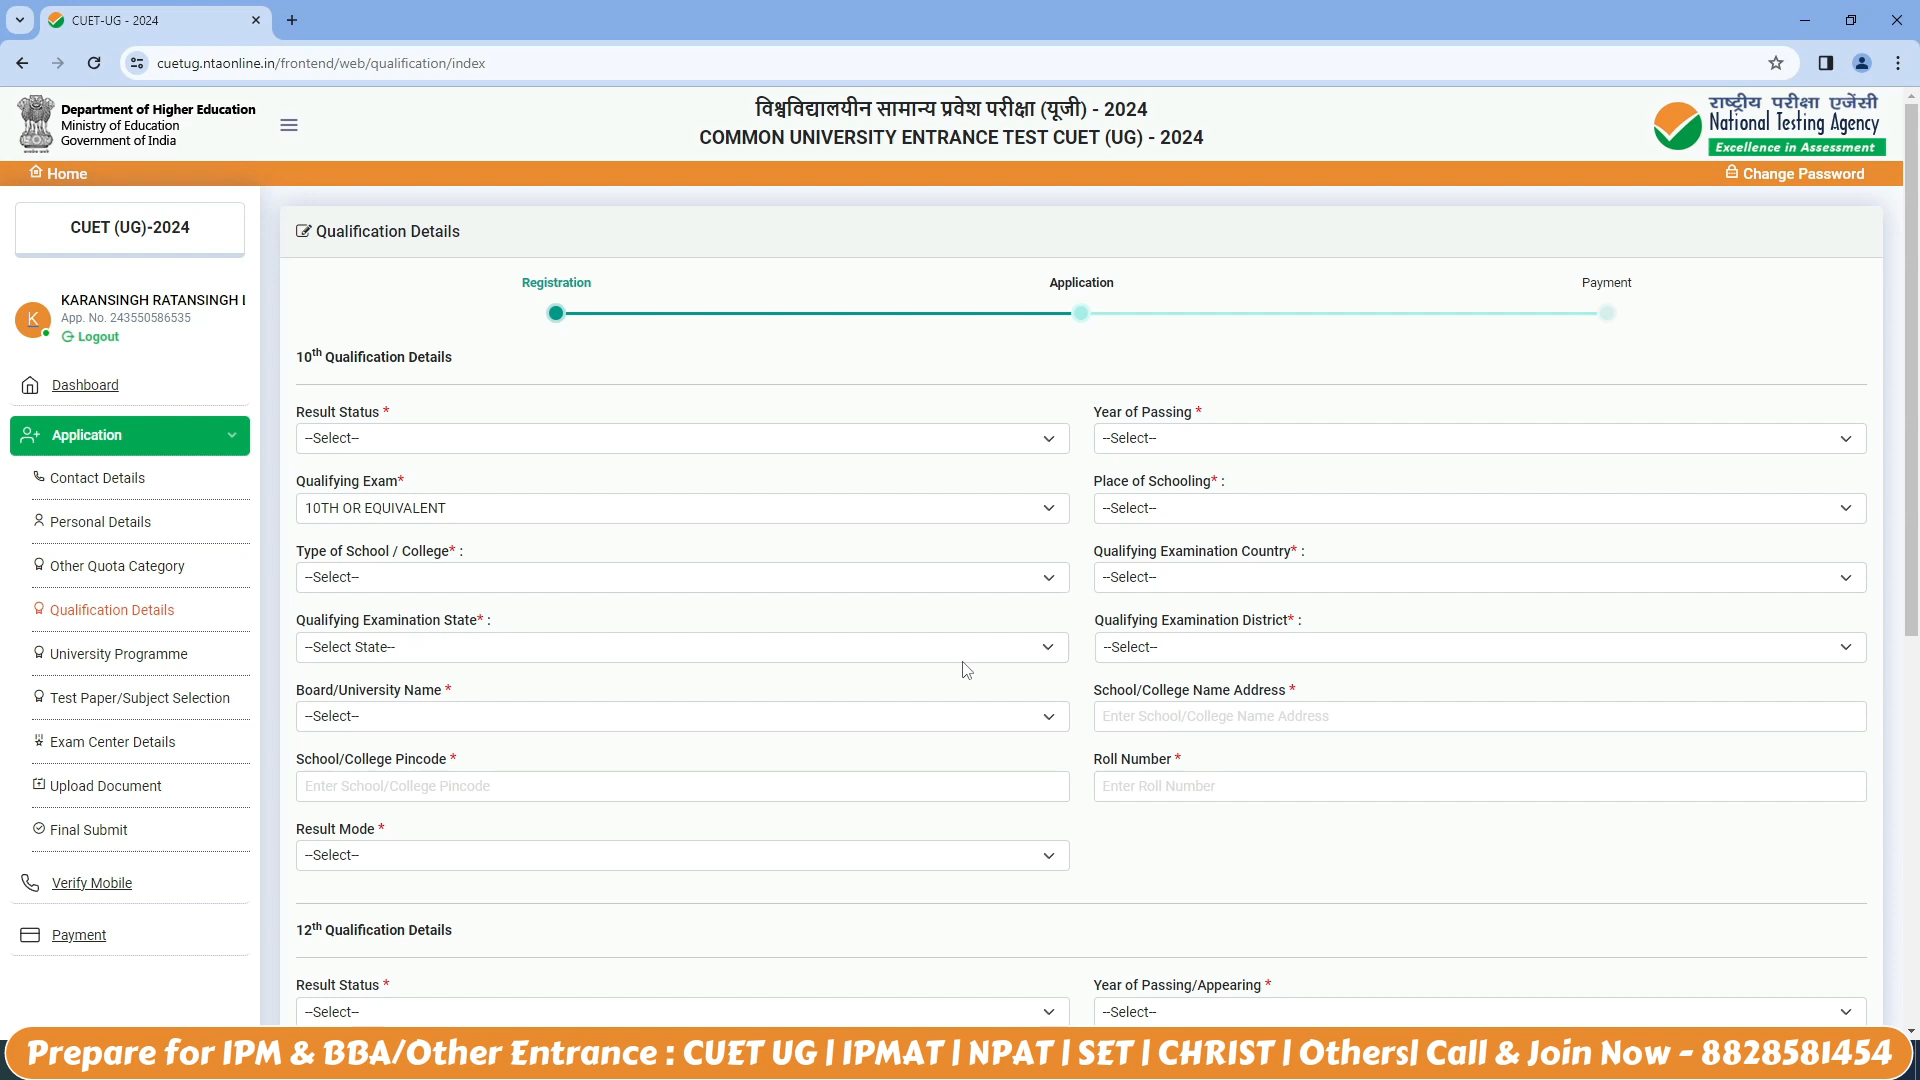 CUET-UG - 2024
cuetug.ntaonline.in/frontend/web/qualification/index
Department of Higher Education
Ministry of Education
Government of India
विश्वविद्यालयीन सामान्य प्रवेश परीक्षा (यूजी) - 2024
COMMON UNIVERSITY ENTRANCE TEST CUET (UG) - 2024
राष्ट्रीय परीक्षा एजेंसी
National Testing Agency
Excellence in Assessment
Home
Change Password
CUET (UG)-2024
KARANSINGH RATANSINGH
K
App. No. 243550586535
Logout
Dashboard
Application
Contact Details
Personal Details
Other Quota Category
Qualification Details
University Programme
Test Paper/Subject Selection
Exam Center Details
Upload Document
Final Submit
Verify Mobile
Payment
Qualification Details
Registration
Application
Payment
10th Qualification Details
Result Status *
Year of Passing *
--Select--
--Select--
Qualifying Exam*
Place of Schooling* :
10TH OR EQUIVALENT
--Select--
Type of School / College* :
Qualifying Examination Country* :
--Select--
--Select--
Qualifying Examination State* :
Qualifying Examination District* :
--Select State--
--Select--
Board/University Name *
School/College Name Address *
--Select--
Enter School/College Name Address
School/College Pincode *
Roll Number *
Enter School/College Pincode
Enter Roll Number
Result Mode *
--Select--
12th Qualification Details
Result Status *
Year of Passing/Appearing *
--Select--
--Select--
Prepare for IPM & BBA/Other Entrance : CUET UG | IPMAT | NPAT | SET | CHRIST | Others| Call & Join Now - 8828581454